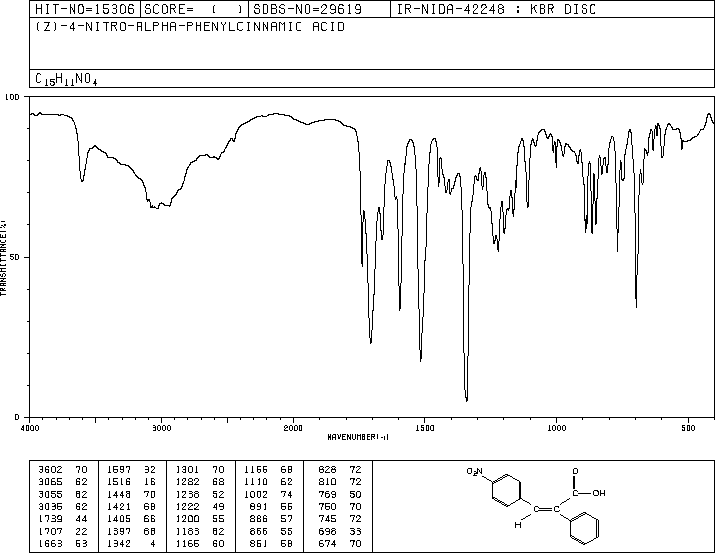 HIT-NO=15306 SCORE= ( ) SDBS-NO=29619 IR-NIDA-42248 : KBR DISC
(Z)-4-NITRO-ALPHA-PHENYLCINNAMIC ACID
C15H11NO4
100
50
0
TRANSMITTANCE(%)
4000 3000 2000 1500 1000 500
WAVENUMBER(-1)
3602 70 1597 32 1301 70 1156 68 828 72
3065 62 1516 16 1282 68 1110 62 810 72
3055 62 1448 70 1238 52 1002 74 769 50
3035 62 1421 68 1222 49 891 55 750 70
1739 44 1405 66 1200 55 886 57 745 72
1707 22 1397 68 1183 62 866 55 698 33
1663 53 1342 4 1165 60 851 58 674 70
O2N
O
OH
H